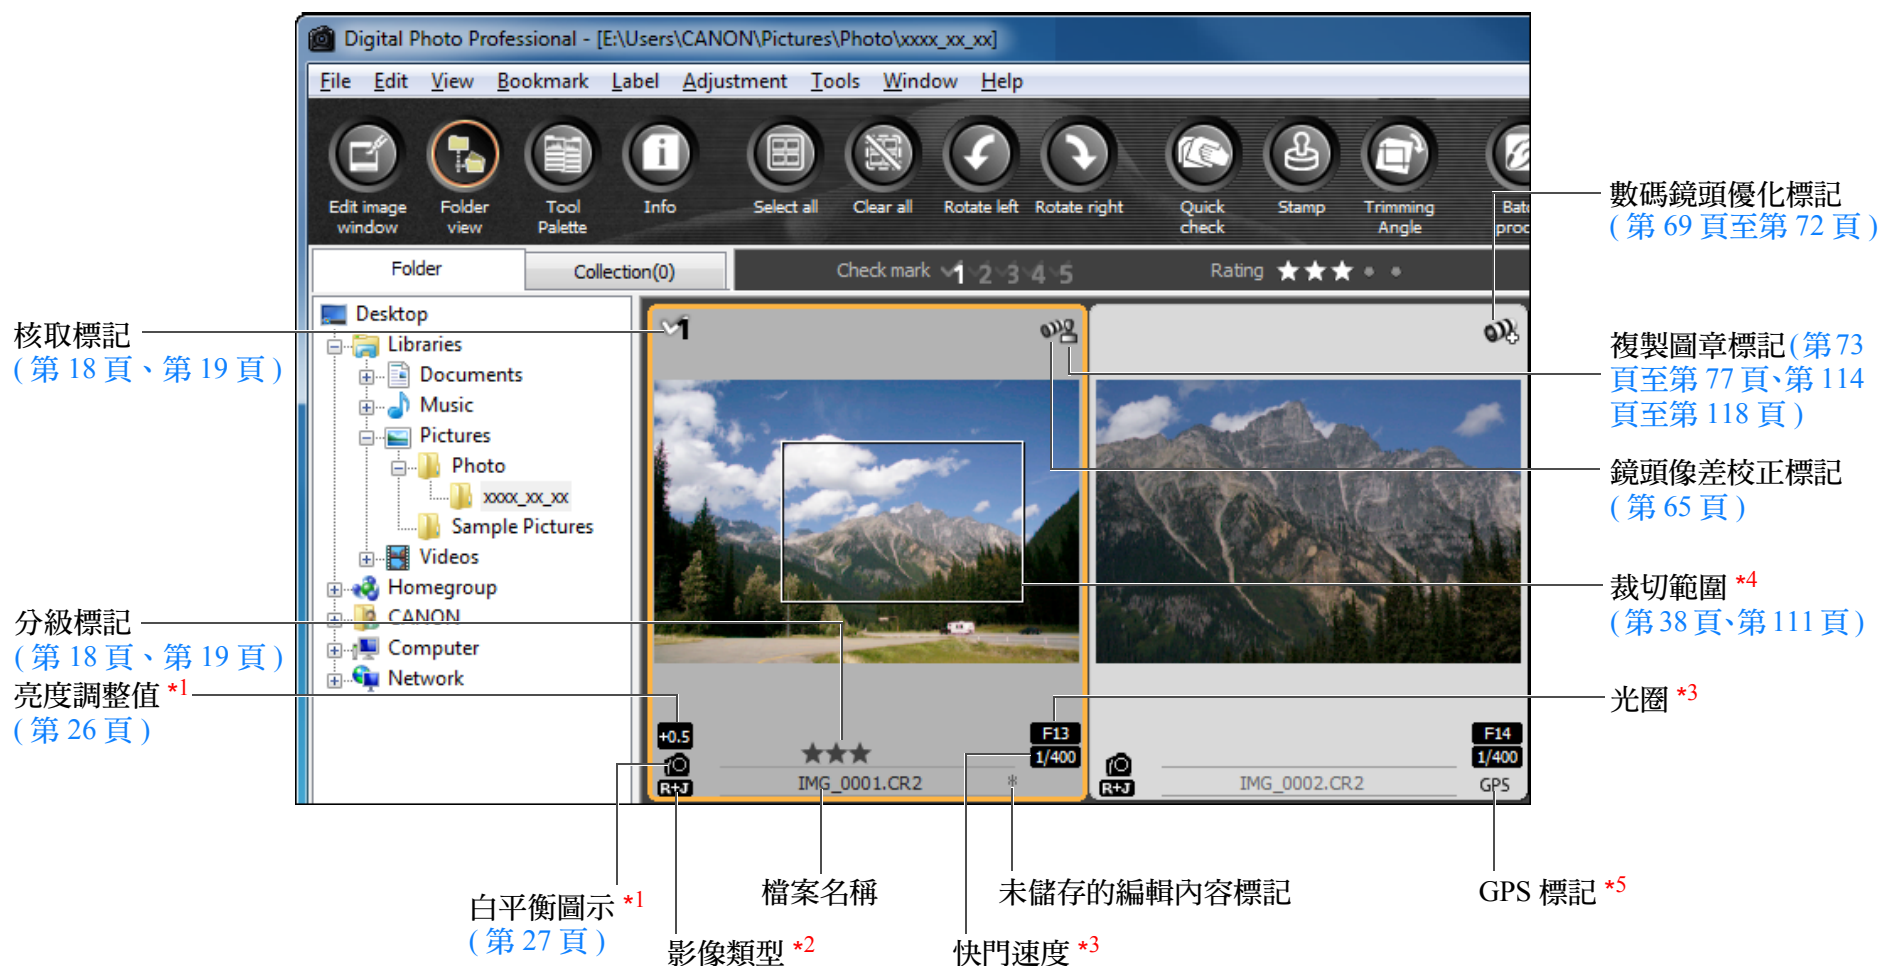 Digital Photo Professional - [E:\Users\CANON\Pictures\Photo\xxxx_xx_xx]
File Edit View Bookmark Label Adjustment Tools Window Help
Edit image window
Folder view
Tool Palette
Info
Select all
Clear all
Rotate left
Rotate right
Quick check
Stamp
Trimming Angle
Folder
Collection(0)
Check mark 1 2 3 4 5
Rating
Desktop
Libraries
Documents
Music
Pictures
Photo
xxxx_xx_xx
Sample Pictures
Videos
Homegroup
CANON
Computer
Network
1
+0.5
R+J
IMG_0001.CR2
F13
1/400
R+J
IMG_0002.CR2
F14
1/400
GPS
核取標記
(第 18 頁、第 19 頁)
分級標記
(第 18 頁、第 19 頁)
亮度調整值 *1
(第 26 頁)
白平衡圖示 *1
(第 27 頁)
影像類型 *2
檔案名稱
快門速度 *3
未儲存的編輯內容標記
GPS 標記 *5
數碼鏡頭優化標記
(第 69 頁至第 72 頁)
複製圖章標記(第 73
頁至第 77 頁、第 114
頁至第 118 頁)
鏡頭像差校正標記
(第 65 頁)
裁切範圍 *4
(第 38 頁、第 111 頁)
光圈 *3